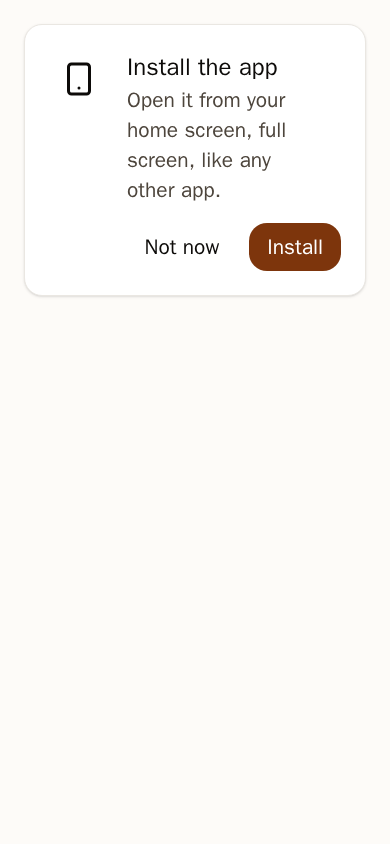 Install the app
Open it from your
home screen, full
screen, like any
other app.
Not now
Install